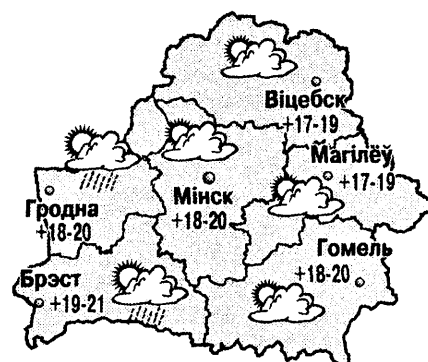 Віцебск
+17-19
Магілёў
+17-19
Мінск
+18-20
Гродна
+18-20
Гомель
+18-20
Брэст
+19-21